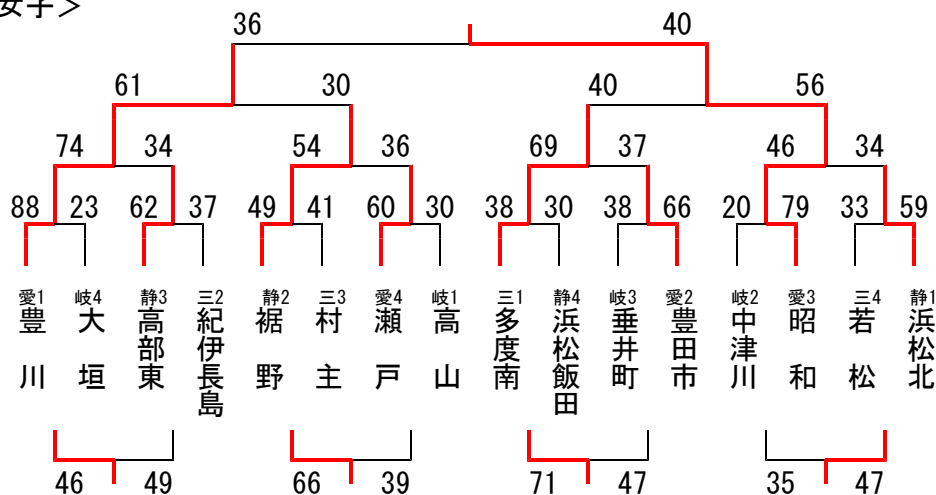 女子＞
36 40
61 30 40 56
74 34 54 36 69 37 46 34
88 23 62 37 49 41 60 30 38 30 38 66 20 79 33 59
愛1 岐4 静3 三2 静2 三3 愛4 岐1 三1 静4 岐3 愛2 岐2 愛3 三4 静1
豊川 大垣 高部東 紀伊長島 裾野 村主 瀬戸 高山 多度南 浜松飯田 垂井町 豊田市 中津川 昭和 若松 浜松北
46 49 66 39 71 47 35 47